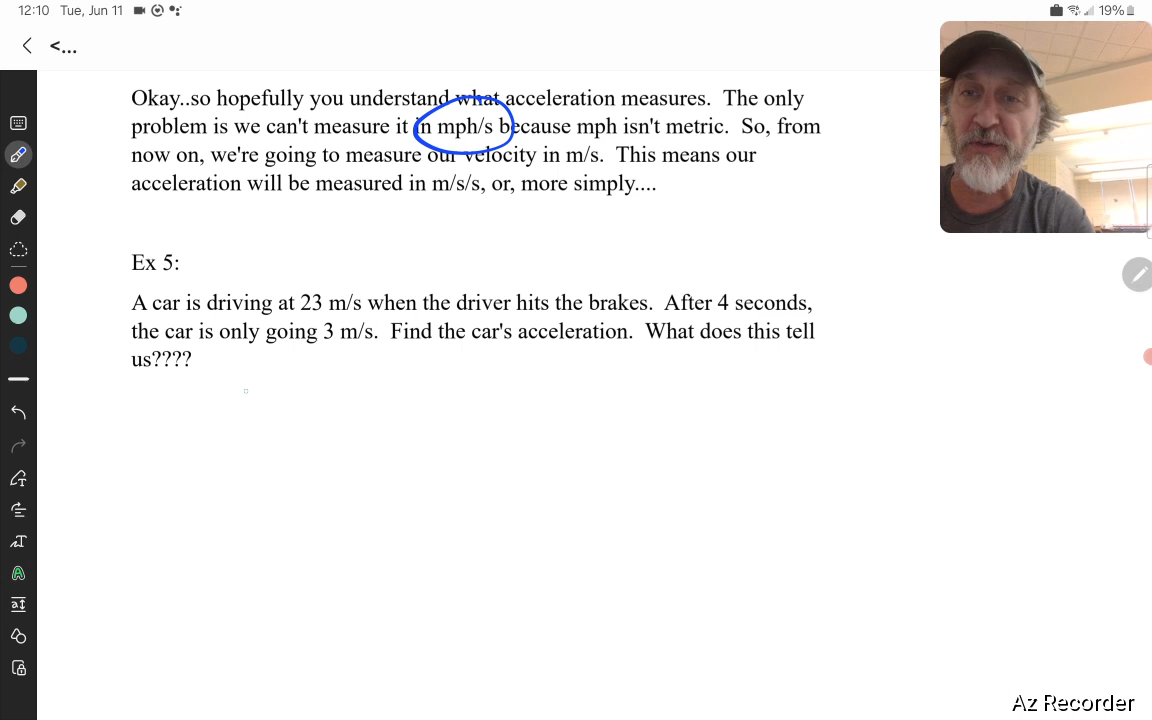 12:10 Tue, Jun 11
19%
<...
Okay..so hopefully you understand what acceleration measures. The only
problem is we can't measure it in mph/s because mph isn't metric. So, from
now on, we're going to measure our velocity in m/s. This means our
acceleration will be measured in m/s/s, or, more simply....
Ex 5:
A car is driving at 23 m/s when the driver hits the brakes. After 4 seconds,
the car is only going 3 m/s. Find the car's acceleration. What does this tell
us????
Az Recorder